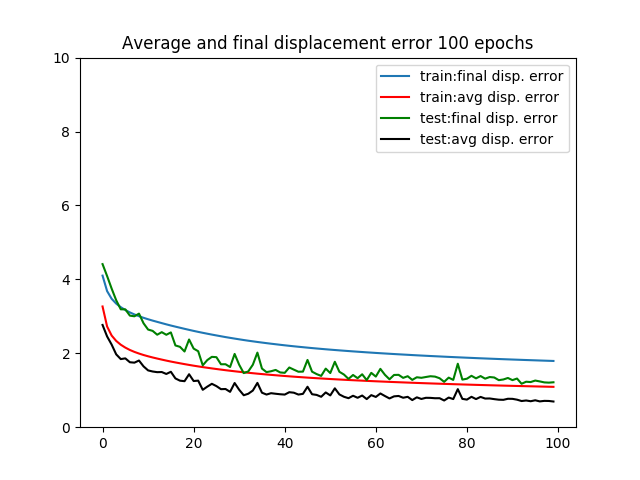 Average and final displacement error 100 epochs
10
8
6
4
2
0
train:final disp. error
train:avg disp. error
test:final disp. error
test:avg disp. error
0 20 40 60 80 100